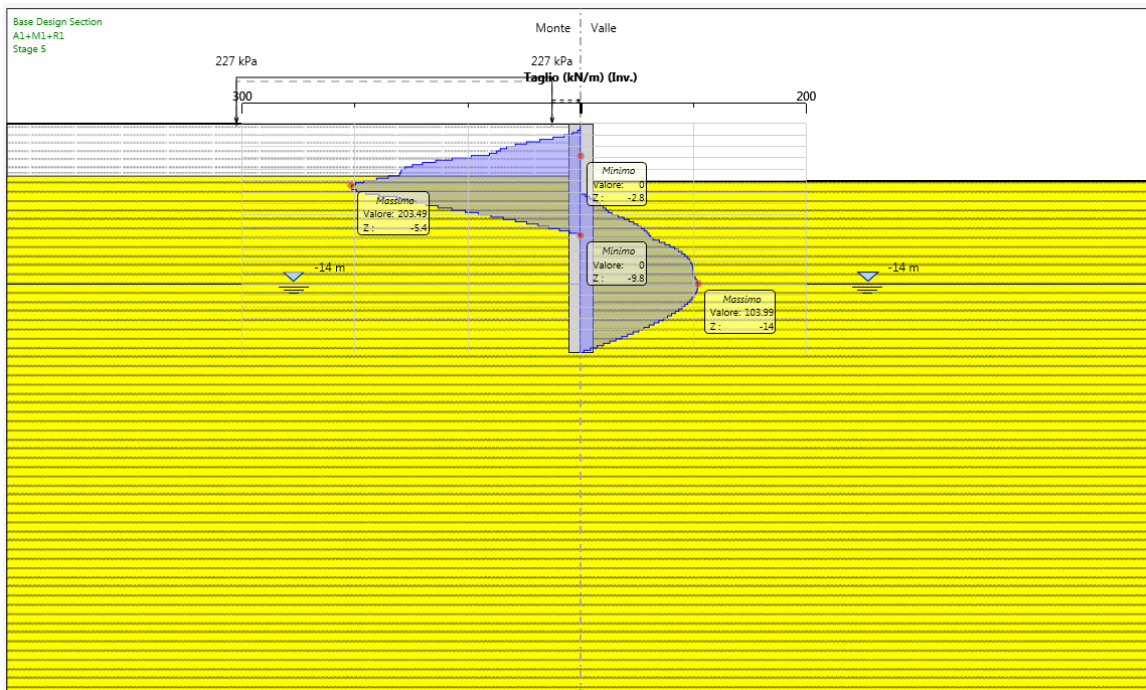 Base Design Section
A1+M1+R1
Stage 5
Monte
Valle
227 kPa
227 kPa
Taglio (kN/m) (Inv.)
300
200
Minimo
Valore: 0
Z : -2.8
Massimo
Valore: 203.49
Z : -5.4
Minimo
Valore: 0
Z : -9.8
-14 m
-14 m
Massimo
Valore: 103.99
Z : -14